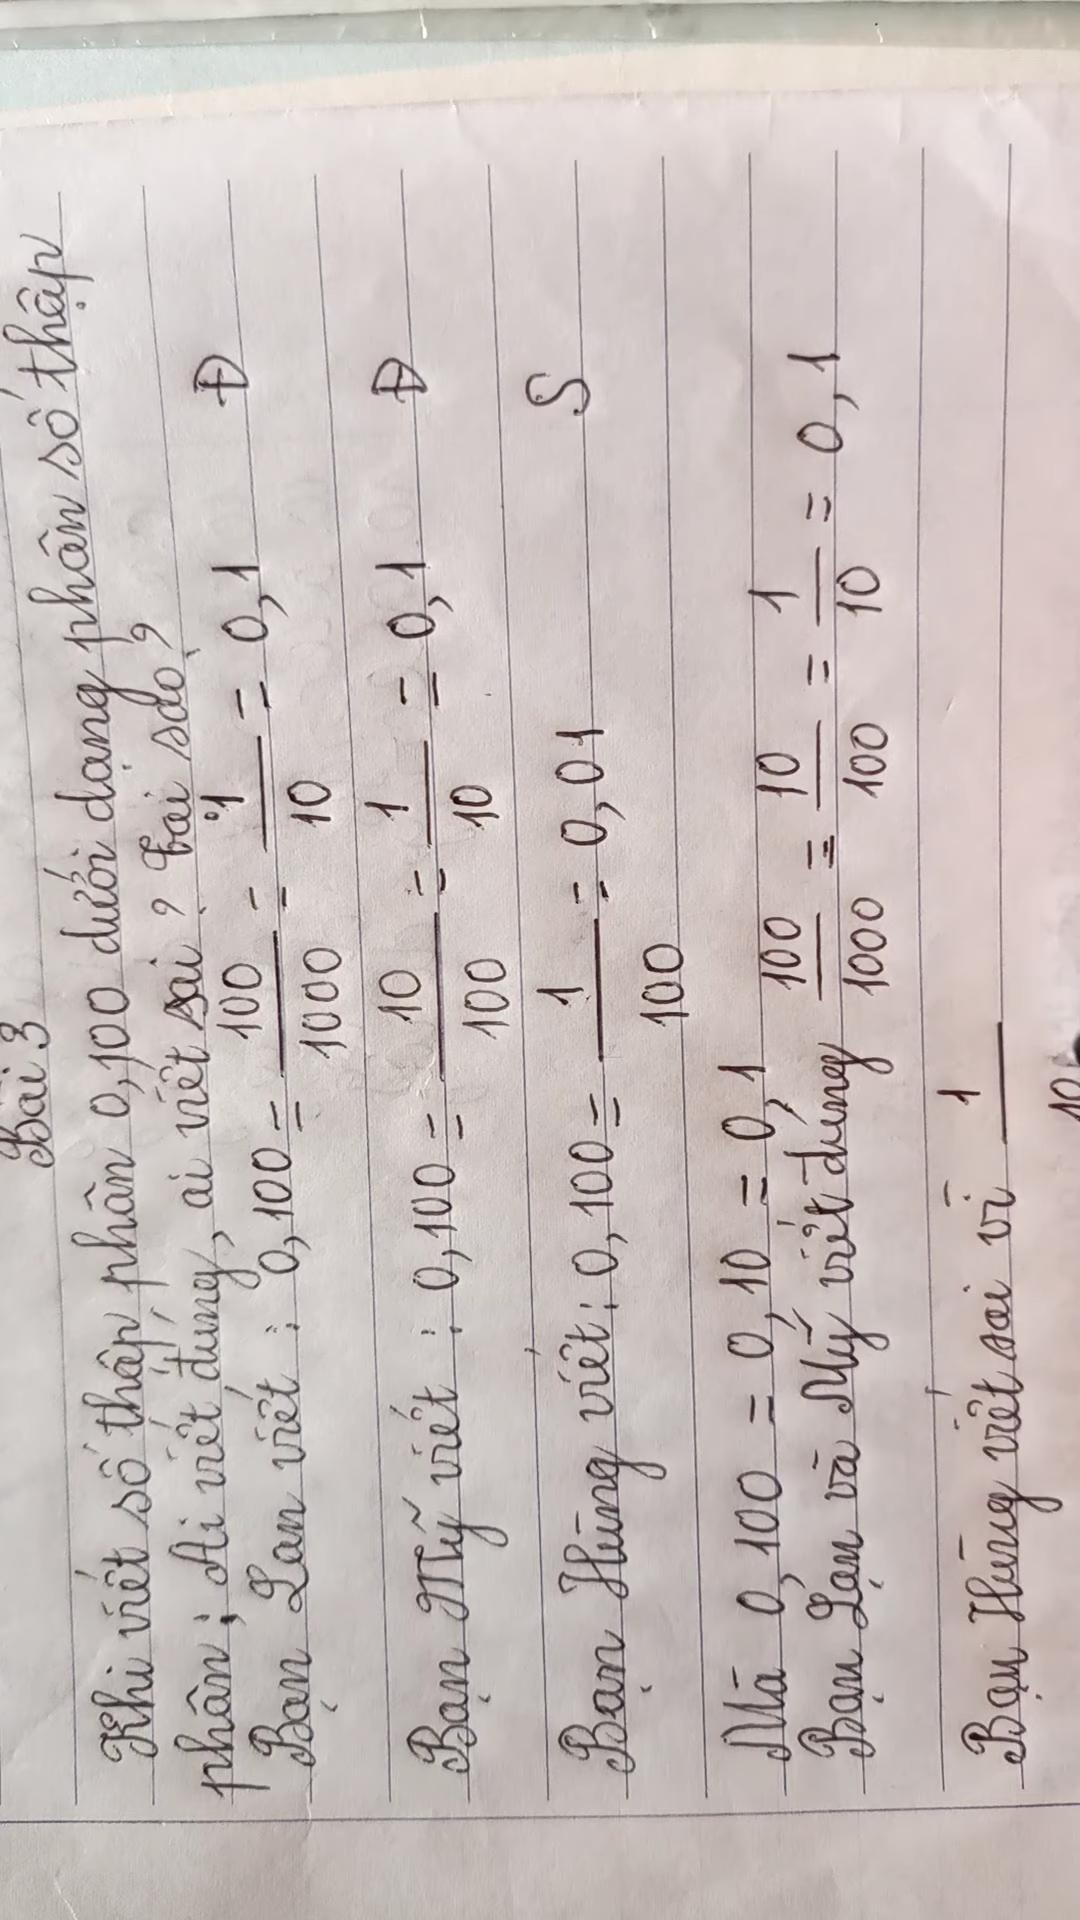 Bài 3
Khi viết số thập phân 0,100 dưới dạng phân số thập
phân; Ai viết đúng, ai viết sai? Tại sao?
Bạn Lan viết : 0,100 = 100/1000 = 1/10 = 0,1 Đ
Bạn Mỹ viết : 0,100 = 10/100 = 1/10 = 0,1 Đ
Bạn Hùng viết : 0,100 = 1/100 = 0,01 S
Mà 0,100 = 0,10 = 0,1
Bạn Lan và Mỹ viết đúng 100/1000 = 10/100 = 1/10 = 0,1
Bạn Hùng viết sai vì 1